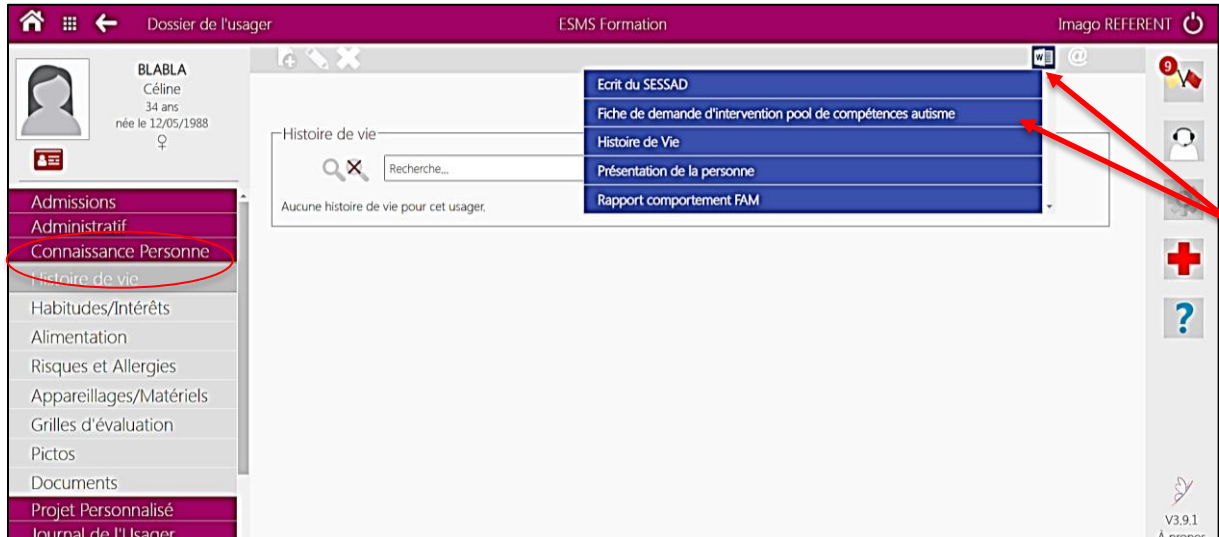 Dossier de l'usager
ESMS Formation
Imago REFERENT
BLABLA
Céline
34 ans
née le 12/05/1988
W
@
9
Ecrit du SESSAD
Fiche de demande d'intervention pool de compétences autisme
Histoire de Vie
Présentation de la personne
Rapport comportement FAM
Histoire de vie
Recherche...
Aucune histoire de vie pour cet usager.
Admissions
Administratif
Connaissance Personne
Histoire de vie
Habitudes/Intérêts
Alimentation
Risques et Allergies
Appareillages/Matériels
Grilles d'évaluation
Pictos
Documents
Projet Personnalisé
Journal de l'Usager
?
V3.9.1
À propos